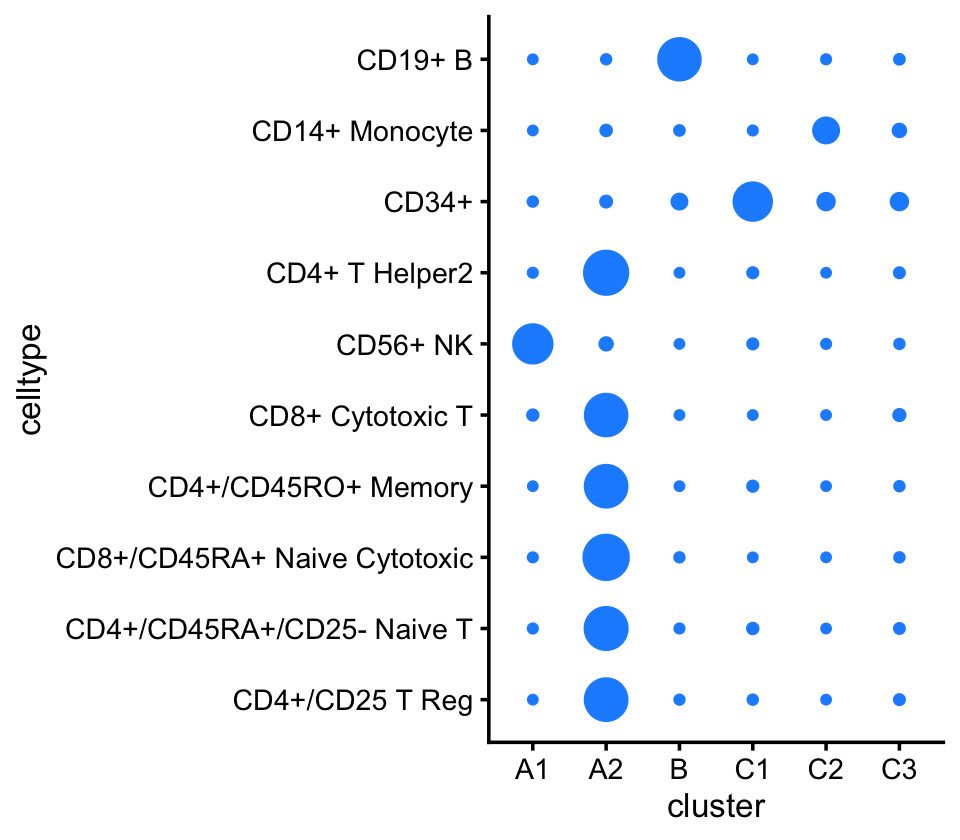 CD19+ B
CD14+ Monocyte
CD34+
CD4+ T Helper2
CD56+ NK
CD8+ Cytotoxic T
CD4+/CD45RO+ Memory
CD8+/CD45RA+ Naive Cytotoxic
CD4+/CD45RA+/CD25- Naive T
CD4+/CD25 T Reg
celltype
A1 A2 B C1 C2 C3
cluster